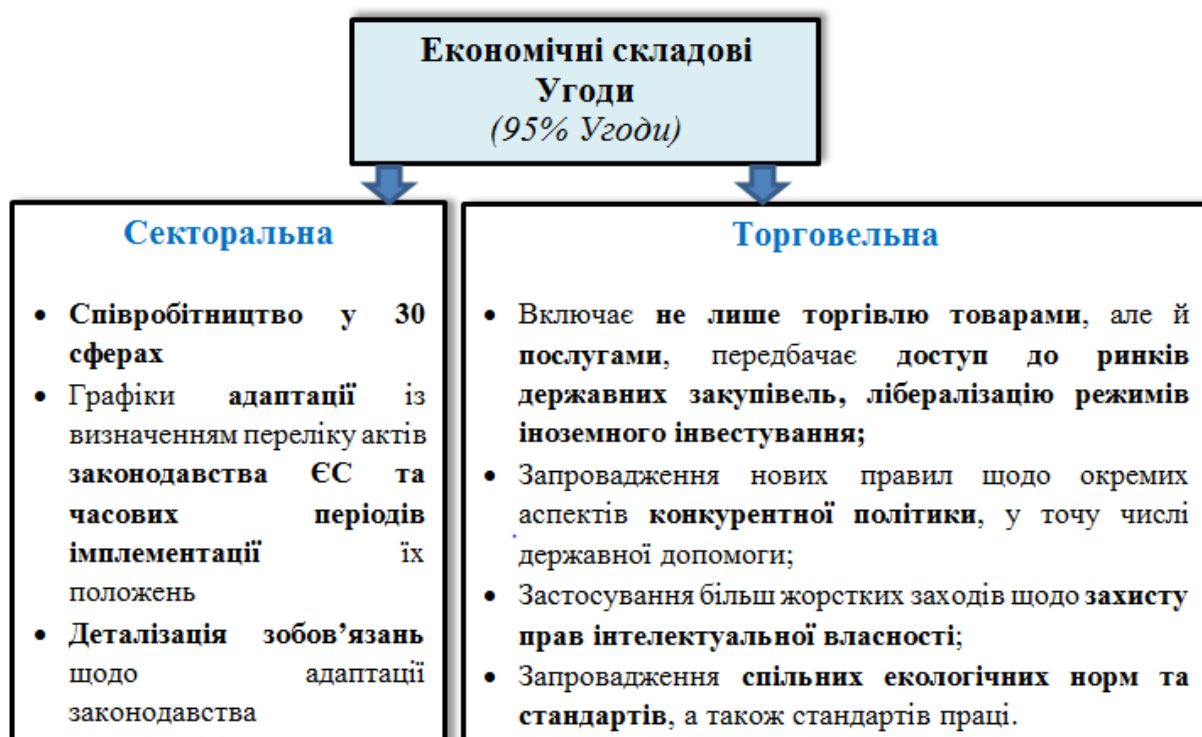 Економічні складові
Угоди
(95% Угоди)
Секторальна
• Співробітництво у 30
сферах
• Графіки адаптації із
визначенням переліку актів
законодавства ЄС та
часових періодів
імплементації їх
положень
• Деталізація зобов’язань
щодо адаптації
законодавства
Торговельна
• Включає не лише торгівлю товарами, але й
послугами, передбачає доступ до ринків
державних закупівель, лібералізацію режимів
іноземного інвестування;
• Запровадження нових правил щодо окремих
аспектів конкурентної політики, у точу числі
державної допомоги;
• Застосування більш жорстких заходів щодо захисту
прав інтелектуальної власності;
• Запровадження спільних екологічних норм та
стандартів, а також стандартів праці.